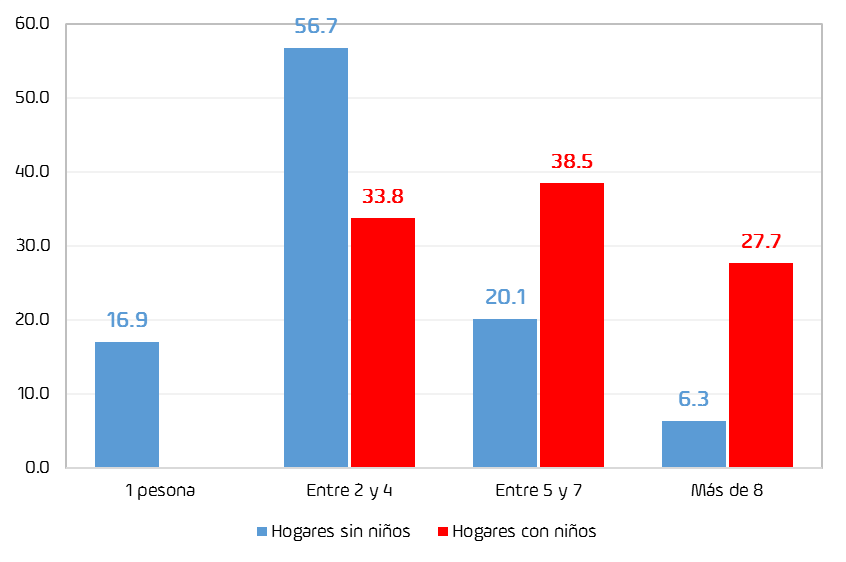 60.0
56.7
50.0
40.0
38.5
33.8
30.0
27.7
20.0
16.9
20.1
10.0
6.3
0.0
1 pesona
Entre 2 y 4
Entre 5 y 7
Más de 8
Hogares sin niños
Hogares con niños